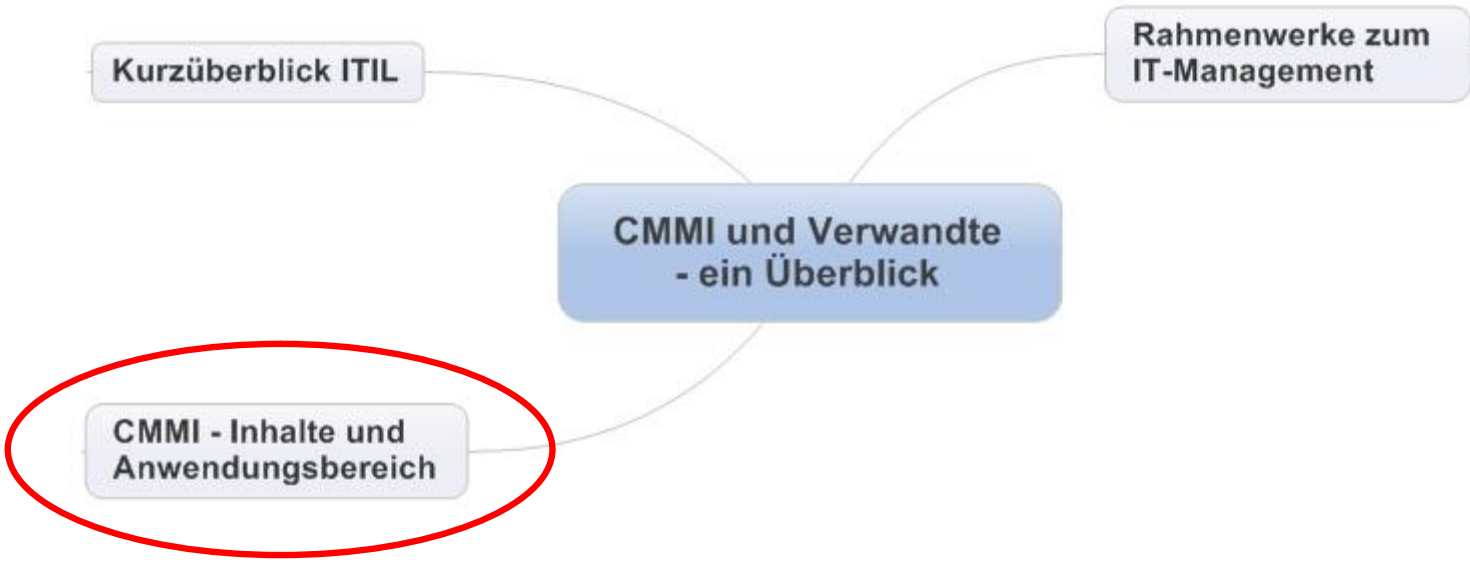 Kurzüberblick ITIL
Rahmenwerke zum
IT-Management
CMMI und Verwandte
- ein Überblick
CMMI - Inhalte und
Anwendungsbereich